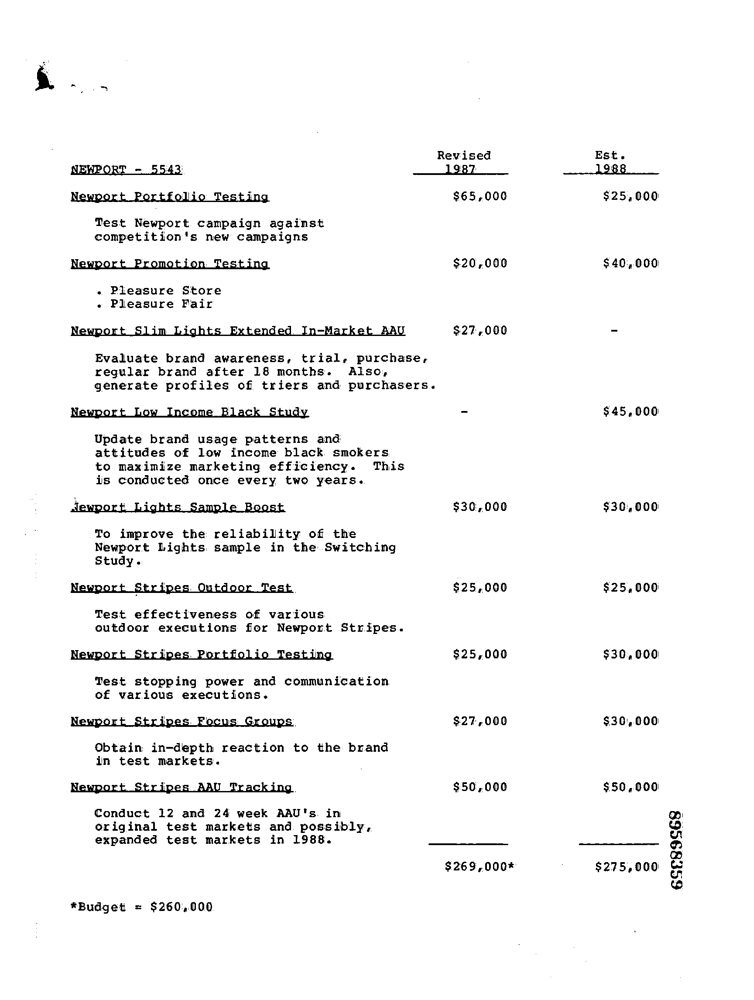 Revised Est.
NEWPORT - 5543 1987 1988
Newport Portfolio Testing $65,000 $25,000
Test Newport campaign against
competition's new campaigns
Newport Promotion Testing $20,000 $40,000
. Pleasure Store
. Pleasure Fair
Newport Slim Lights Extended In-Market AAU $27,000 -
Evaluate brand awareness, trial, purchase,
regular brand after 18 months. Also,
generate profiles of triers and purchasers.
Newport Low Income Black Study - $45,000
Update brand usage patterns and
attitudes of low income black smokers
to maximize marketing efficiency. This
is conducted once every two years.
Newport Lights Sample Boost $30,000 $30,000
To improve the reliability of the
Newport Lights sample in the Switching
Study.
Newport Stripes Outdoor Test $25,000 $25,000
Test effectiveness of various
outdoor executions for Newport Stripes.
Newport Stripes Portfolio Testing $25,000 $30,000
Test stopping power and communication
of various executions.
Newport Stripes Focus Groups $27,000 $30,000
Obtain in-depth reaction to the brand
in test markets.
Newport Stripes AAU Tracking $50,000 $50,000
Conduct 12 and 24 week AAU's in
original test markets and possibly,
expanded test markets in 1988.
$269,000* $275,000
*Budget = $260,000
89568359